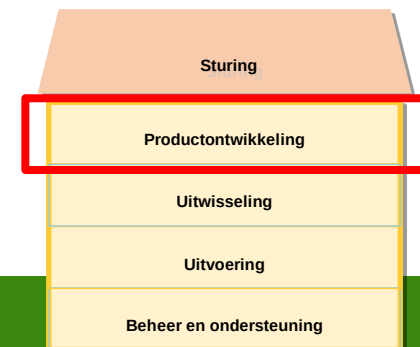 Sturing
Productontwikkeling
Uitwisseling
Uitvoering
Beheer en ondersteuning